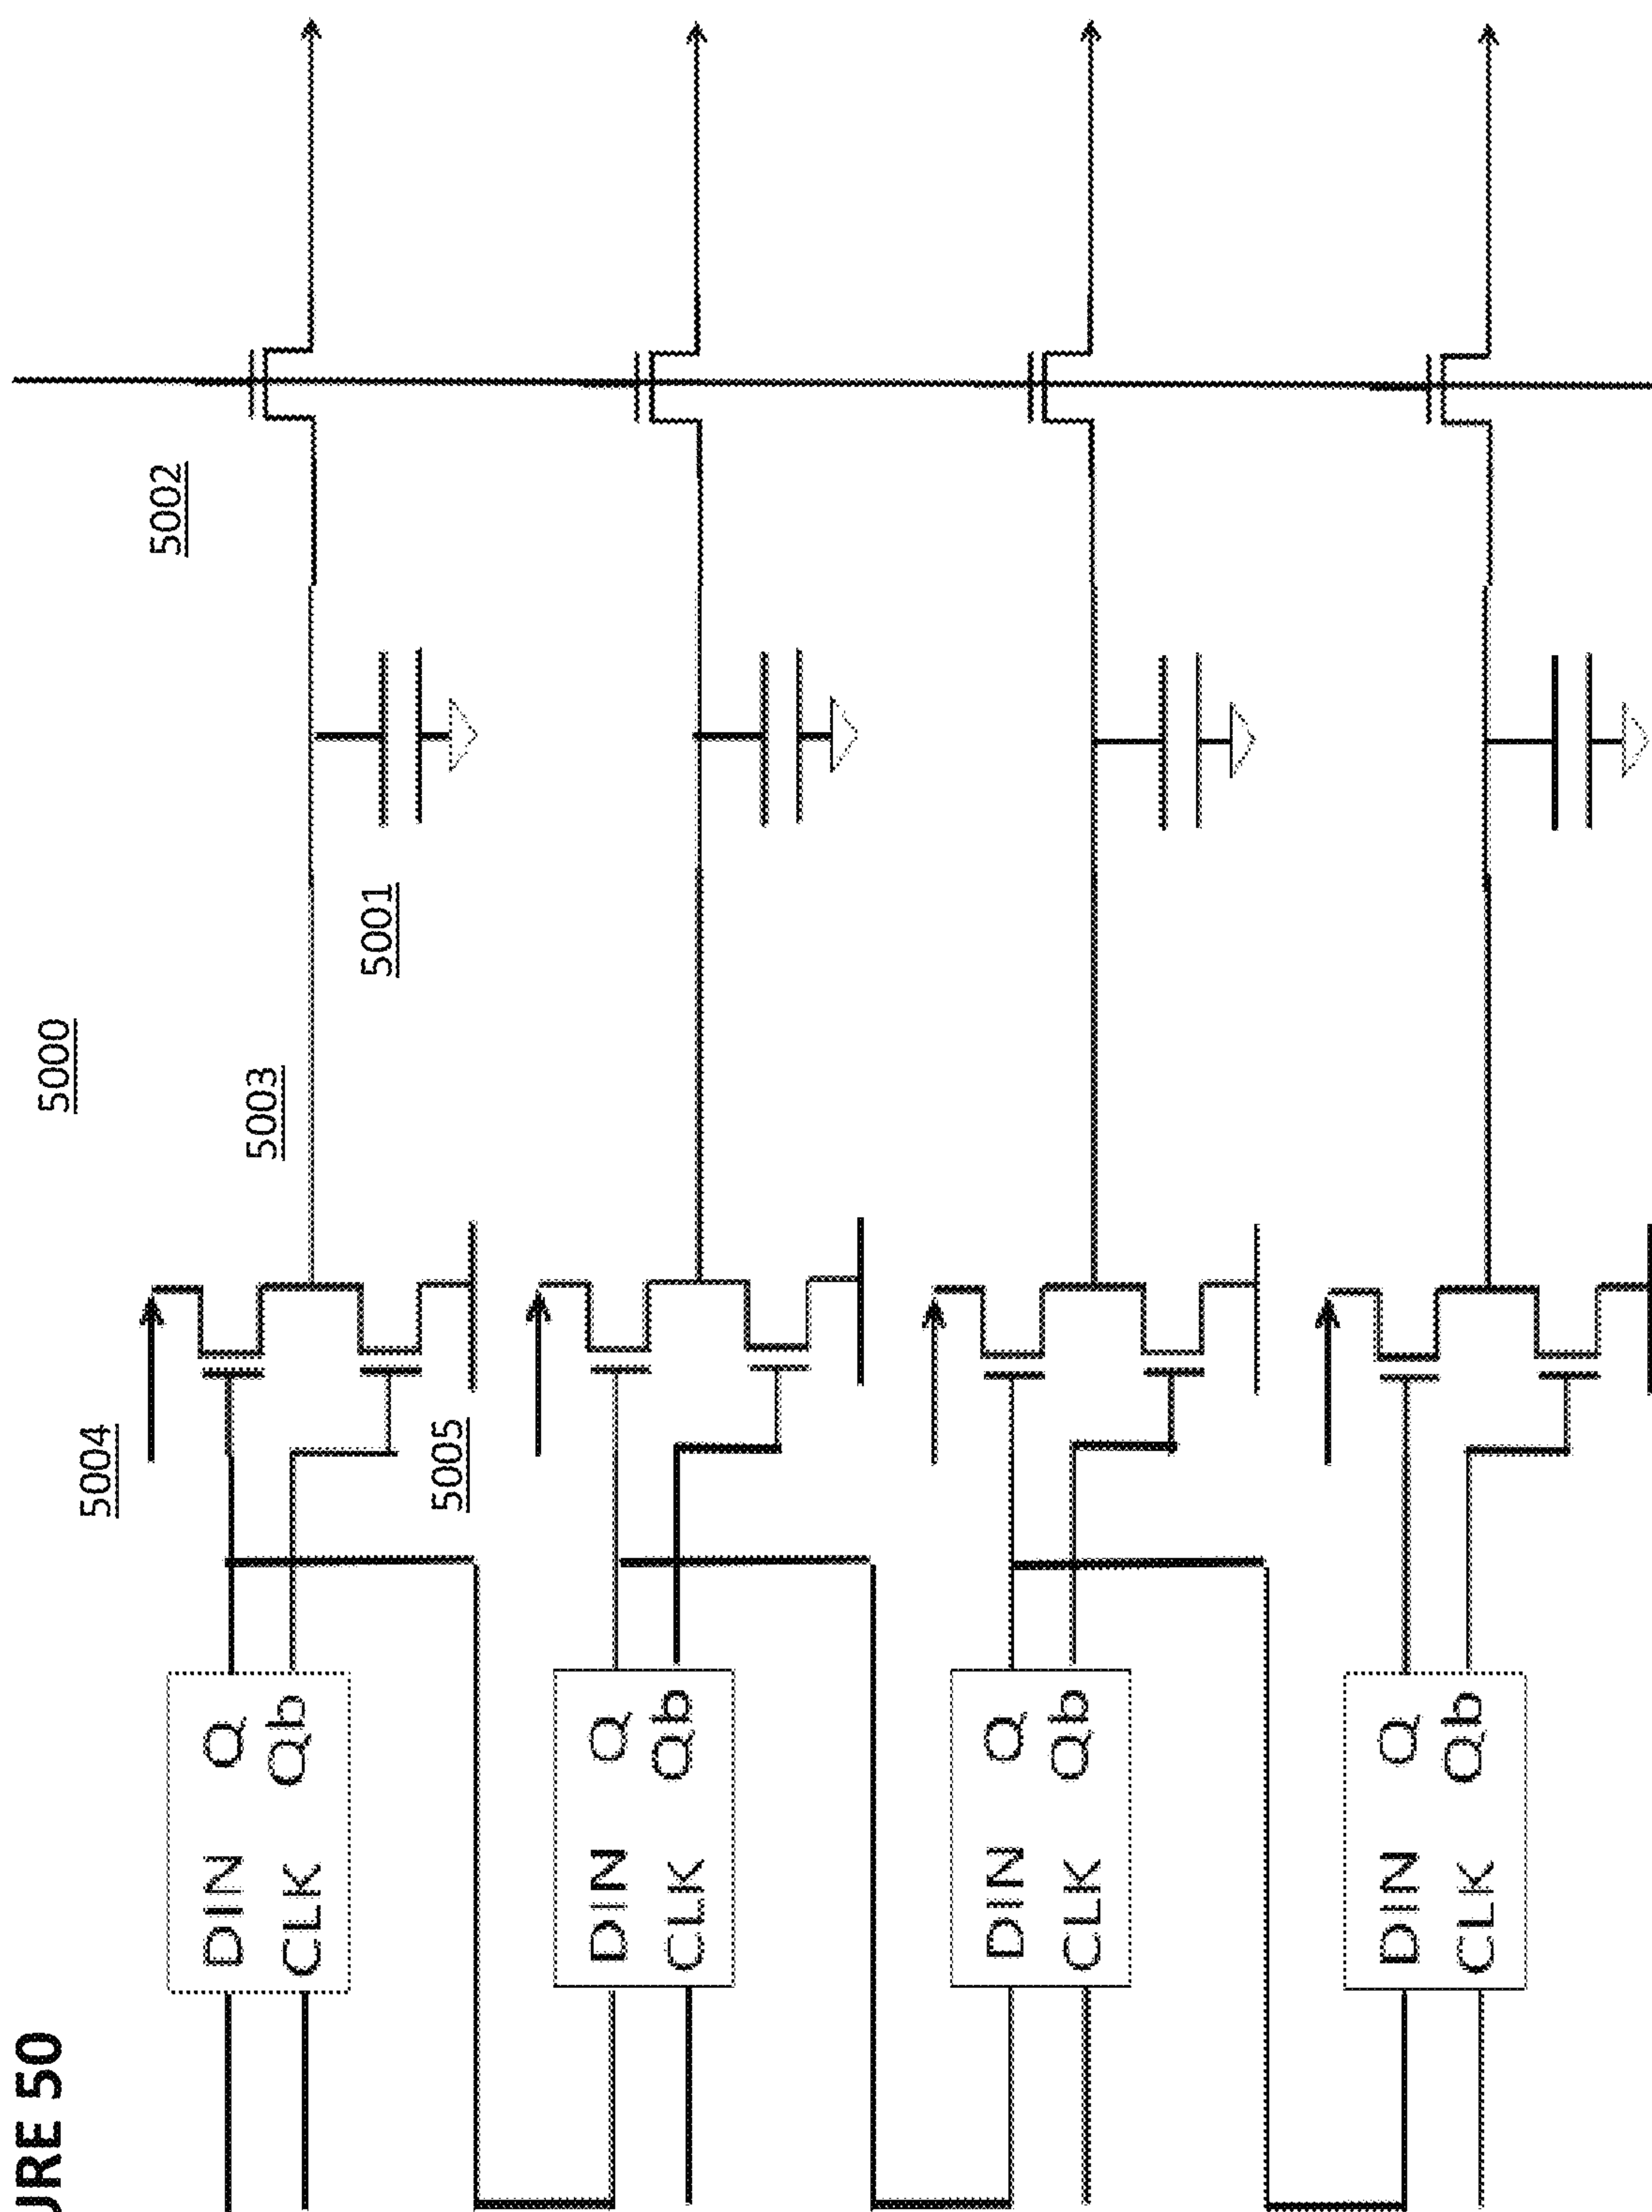 URE 50
5000
5004
5003
5002
5005
5001
DIN Q
CLK Qb
DIN Q
CLK Qb
DIN Q
CLK Qb
DIN Q
CLK Qb